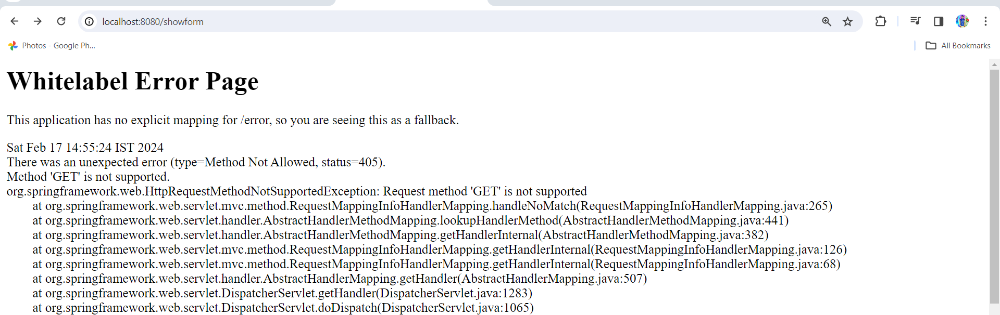 localhost:8080/showform
Photos - Google Ph...
All Bookmarks
Whitelabel Error Page
This application has no explicit mapping for /error, so you are seeing this as a fallback.
Sat Feb 17 14:55:24 IST 2024
There was an unexpected error (type=Method Not Allowed, status=405).
Method 'GET' is not supported.
org.springframework.web.HttpRequestMethodNotSupportedException: Request method 'GET' is not supported
at org.springframework.web.servlet.mvc.method.RequestMappingInfoHandlerMapping.handleNoMatch(RequestMappingInfoHandlerMapping.java:265)
at org.springframework.web.servlet.handler.AbstractHandlerMethodMapping.lookupHandlerMethod(AbstractHandlerMethodMapping.java:441)
at org.springframework.web.servlet.handler.AbstractHandlerMethodMapping.getHandlerInternal(AbstractHandlerMethodMapping.java:382)
at org.springframework.web.servlet.mvc.method.RequestMappingInfoHandlerMapping.getHandlerInternal(RequestMappingInfoHandlerMapping.java:126)
at org.springframework.web.servlet.mvc.method.RequestMappingInfoHandlerMapping.getHandlerInternal(RequestMappingInfoHandlerMapping.java:68)
at org.springframework.web.servlet.handler.AbstractHandlerMapping.getHandler(AbstractHandlerMapping.java:507)
at org.springframework.web.servlet.DispatcherServlet.getHandler(DispatcherServlet.java:1283)
at org.springframework.web.servlet.DispatcherServlet.doDispatch(DispatcherServlet.java:1065)